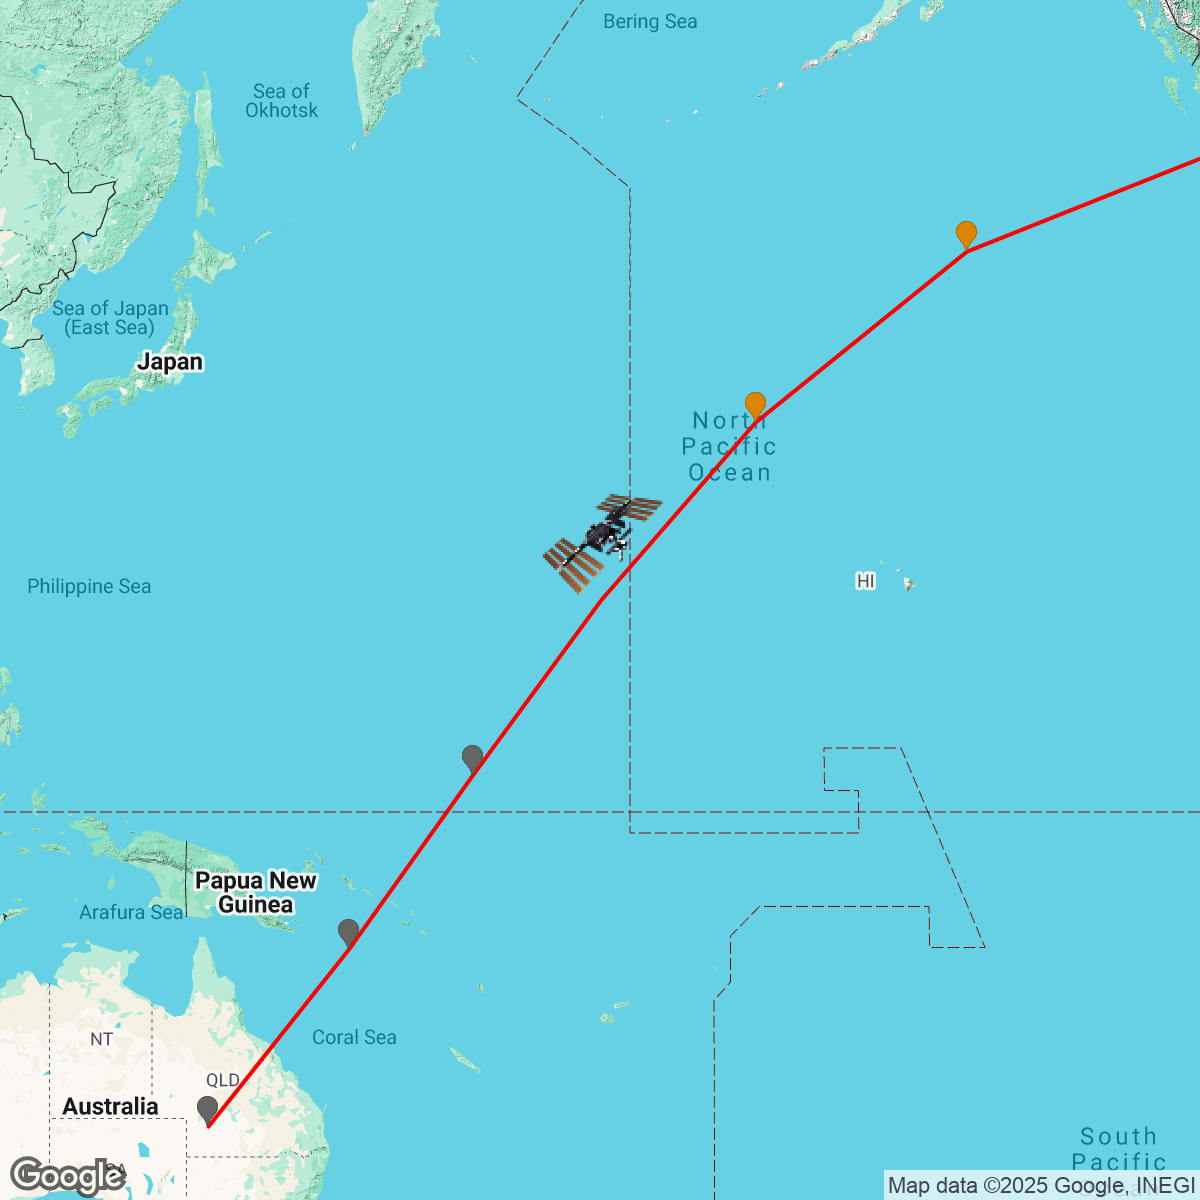 Bering Sea
Sea of
Okhotsk
Sea of Japan
(East Sea)
Japan
North
Pacific
Ocean
Philippine Sea
HI
Papua New
Guinea
Arafura Sea
Coral Sea
NT
QLD
Australia
South
Pacific
SA
Google
Map data ©2025 Google, INEGI